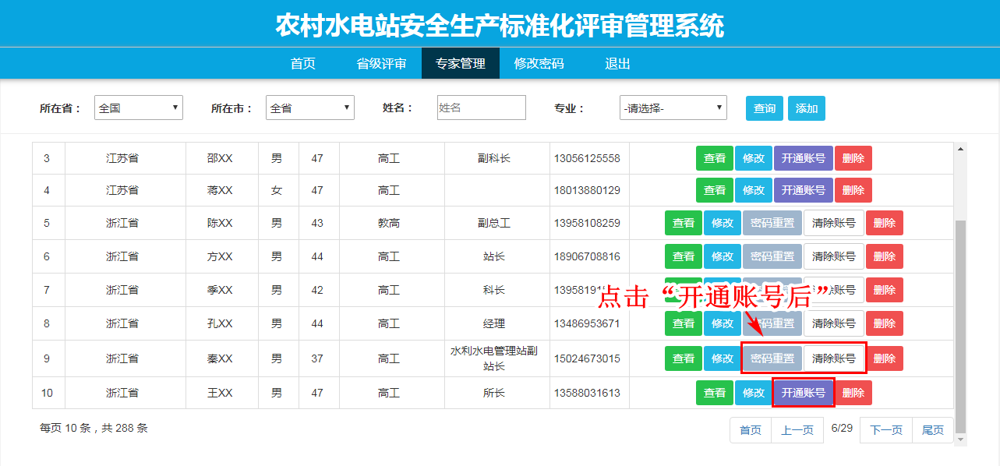 农村水电站安全生产标准化评审管理系统
首页 省级评审 专家管理 修改密码 退出
所在省： 全国 所在市： 全省 姓名： 姓名 专业： -请选择- 查询 添加
3 江苏省 邵XX 男 47 高工 副科长 13056125558 查看 修改 开通账号 删除
4 江苏省 蒋XX 女 47 高工 18013880129 查看 修改 开通账号 删除
5 浙江省 陈XX 男 43 教高 副总工 13958108259 查看 修改 密码重置 清除账号 删除
6 浙江省 方XX 男 44 高工 站长 18906708816 查看 修改 密码重置 清除账号 删除
7 浙江省 季XX 男 42 高工 科长 1395819 删除
点击“开通账号后”
8 浙江省 孔XX 男 44 高工 经理 13486953671 查看 修改 密码重置 清除账号 删除
9 浙江省 秦XX 男 37 高工 水利水电管理站副
站长 15024673015 查看 修改 密码重置 清除账号 删除
10 浙江省 王XX 男 47 高工 所长 13588031613 查看 修改 开通账号 删除
每页 10 条，共 288 条 首页 上一页 6/29 下一页 尾页